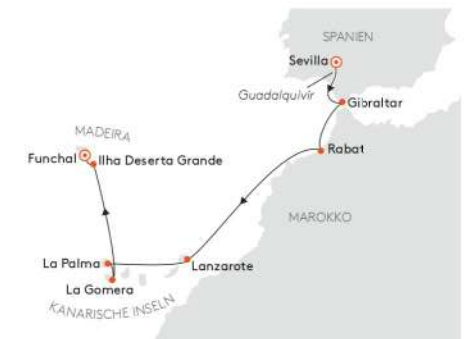 SPANIEN
Sevilla
Guadalquivir
Gibraltar
MADEIRA
Funchal
Ilha Deserta Grande
Rabat
MAROKKO
La Palma
Lanzarote
La Gomera
KANARISCHE INSELN